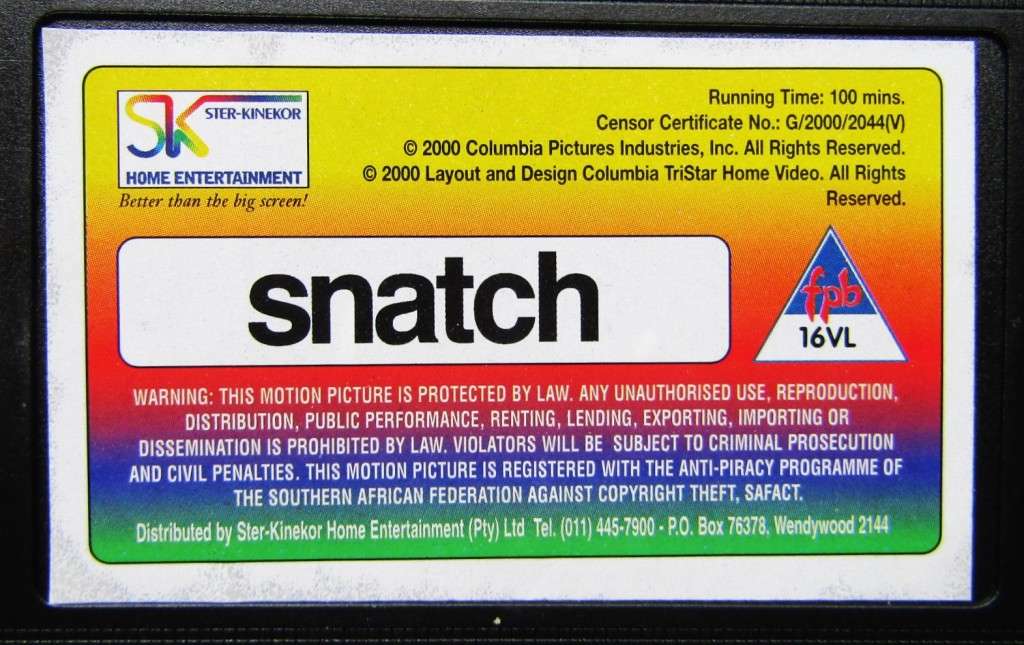 SK STER-KINEKOR
HOME ENTERTAINMENT
Better than the big screen!
Running Time: 100 mins.
Censor Certificate No.: G/2000/2044(V)
© 2000 Columbia Pictures Industries, Inc. All Rights Reserved.
© 2000 Layout and Design Columbia TriStar Home Video. All Rights
Reserved.
snatch
fpb
16VL
WARNING: THIS MOTION PICTURE IS PROTECTED BY LAW. ANY UNAUTHORISED USE, REPRODUCTION,
DISTRIBUTION, PUBLIC PERFORMANCE, RENTING, LENDING, EXPORTING, IMPORTING OR
DISSEMINATION IS PROHIBITED BY LAW. VIOLATORS WILL BE SUBJECT TO CRIMINAL PROSECUTION
AND CIVIL PENALTIES. THIS MOTION PICTURE IS REGISTERED WITH THE ANTI-PIRACY PROGRAMME OF
THE SOUTHERN AFRICAN FEDERATION AGAINST COPYRIGHT THEFT, SAFACT.
Distributed by Ster-Kinekor Home Entertainment (Pty) Ltd Tel. (011) 445-7900 - P.O. Box 76378, Wendywood 2144